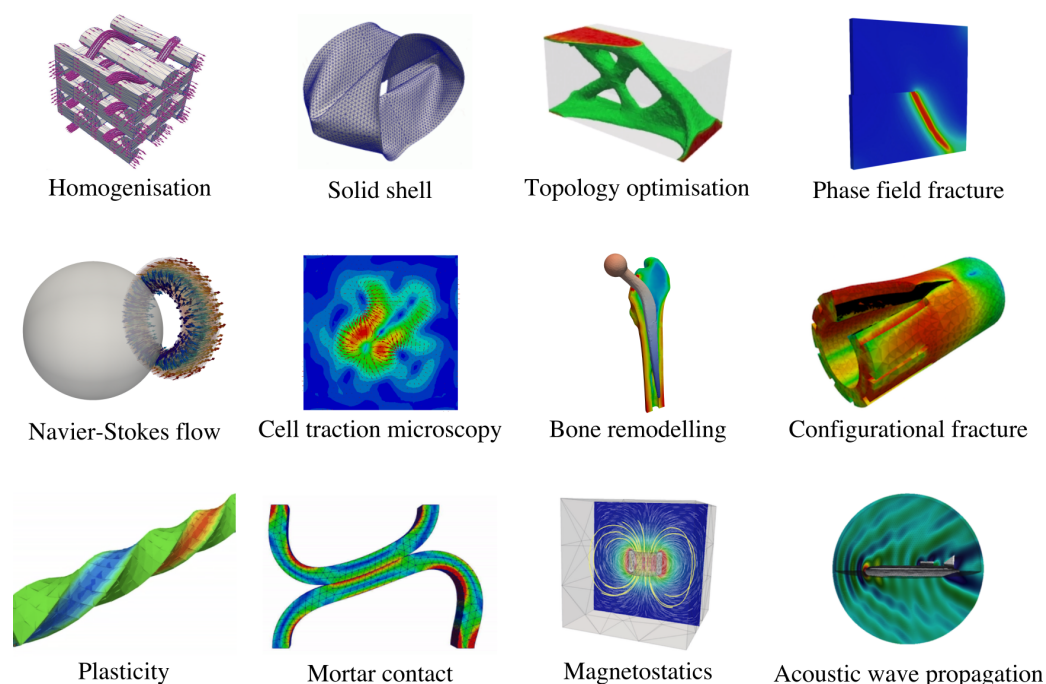 Homogenisation
Solid shell
Topology optimisation
Phase field fracture
Navier-Stokes flow
Cell traction microscopy
Bone remodelling
Configurational fracture
Plasticity
Mortar contact
Magnetostatics
Acoustic wave propagation